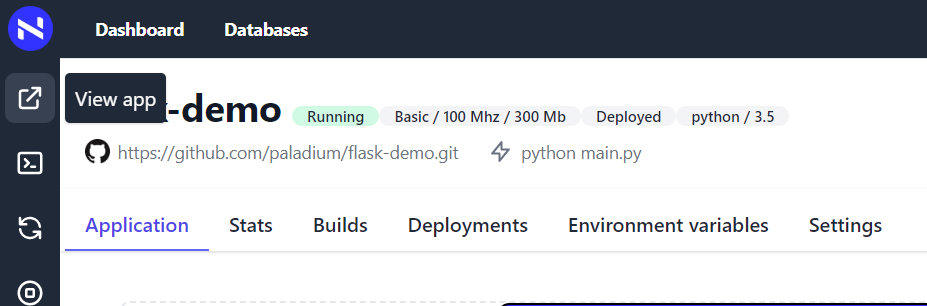 Dashboard Databases
View app
k-demo Running Basic / 100 Mhz / 300 Mb Deployed python / 3.5
https://github.com/paladium/flask-demo.git python main.py
Application Stats Builds Deployments Environment variables Settings